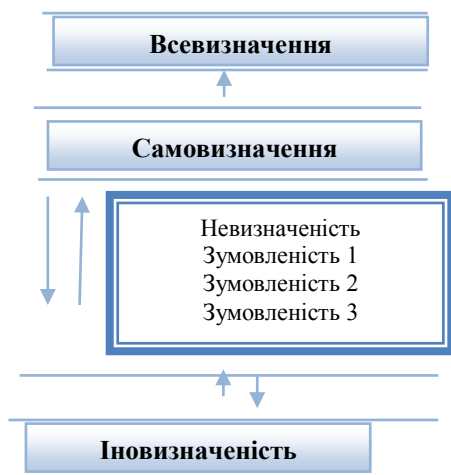 Всевизначення
Самовизначення
Невизначеність
Зумовленість 1
Зумовленість 2
Зумовленість 3
Іновизначеність